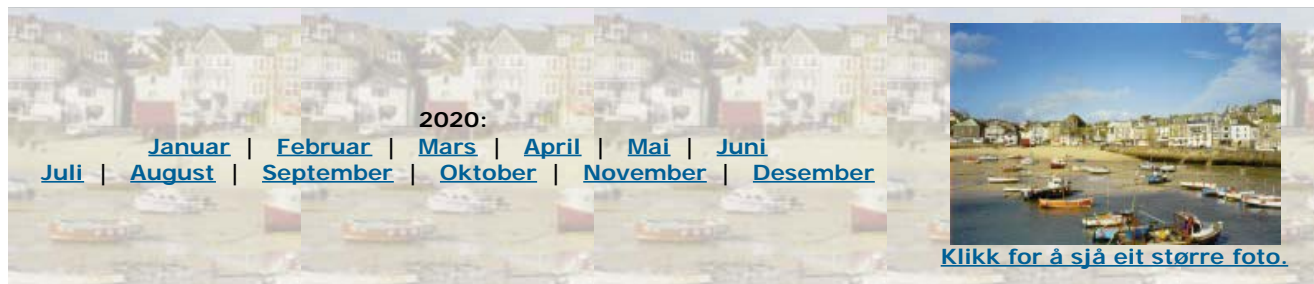 2020:
Januar | Februar | Mars | April | Mai | Juni
Juli | August | September | Oktober | November | Desember
Klikk for å sjå eit større foto.